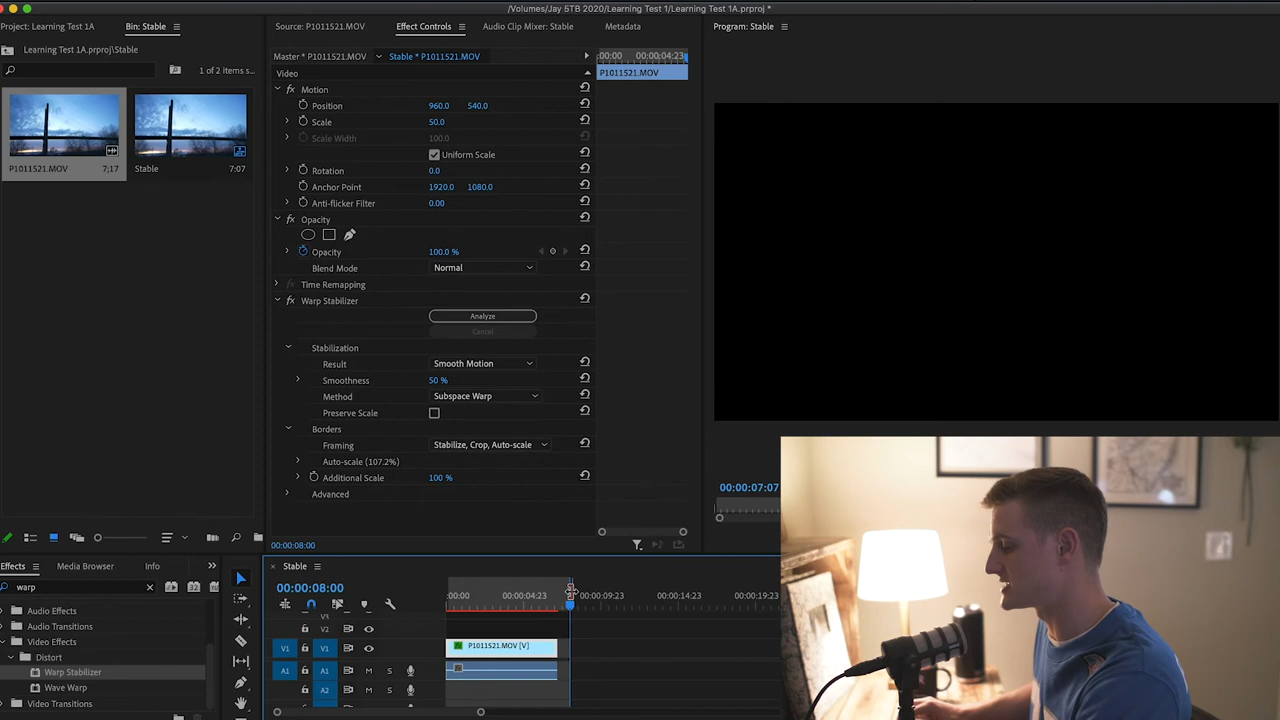 /Volumes/Jay 5TB 2020/Learning Test 1/Learning Test 1A.prproj *
Project: Learning Test 1A
Bin: Stable
Learning Test 1A.prproj\Stable
1 of 2 items s...
P1011521.MOV
7;17
Stable
7:07
Source: P1011521.MOV
Effect Controls
Audio Clip Mixer: Stable
Metadata
Master * P1011521.MOV
Stable * P1011521.MOV
:00:00
00:00:04:23
P1011521.MOV
Video
fx Motion
Position 960.0 540.0
Scale 50.0
Scale Width 100.0
Uniform Scale
Rotation 0.0
Anchor Point 1920.0 1080.0
Anti-flicker Filter 0.00
fx Opacity
Opacity 100.0 %
Blend Mode Normal
fx Time Remapping
fx Warp Stabilizer
Analyze
Cancel
Stabilization
Result Smooth Motion
Smoothness 50 %
Method Subspace Warp
Preserve Scale
Borders
Framing Stabilize, Crop, Auto-scale
Auto-scale (107.2%)
Additional Scale 100 %
Advanced
00:00:08:00
Program: Stable
00:00:07:07
Effects
Media Browser
Info
warp
Audio Effects
Audio Transitions
Video Effects
Distort
Warp Stabilizer
Wave Warp
Video Transitions
Stable
00:00:08:00
:00:00
00:00:04:23
00:00:09:23
00:00:14:23
00:00:19:23
V2
V1 V1
P1011521.MOV [V]
A1 A1 M S
A2 M S